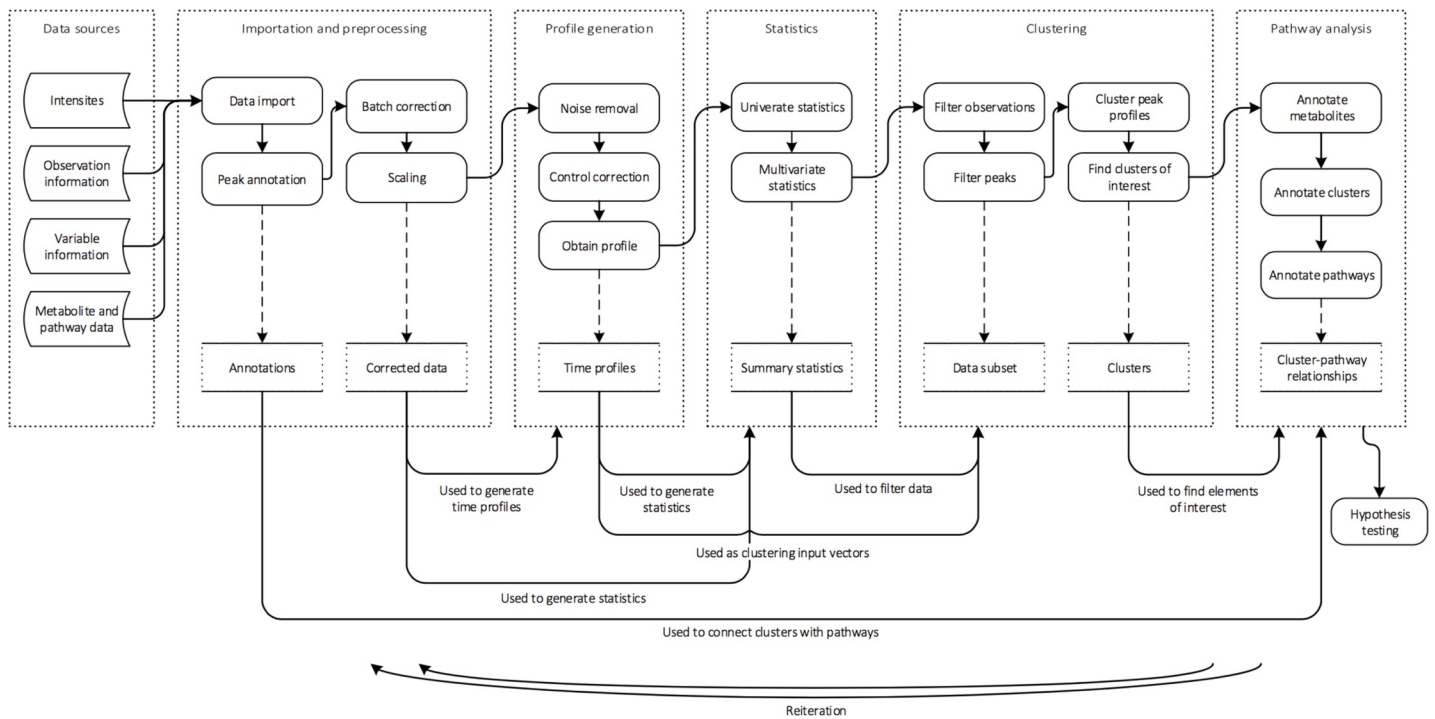 Data sources
Importation and preprocessing
Profile generation
Statistics
Clustering
Pathway analysis
Intensites
Observation
information
Variable
information
Metabolite and
pathway data
Data import
Peak annotation
Batch correction
Scaling
Annotations
Corrected data
Noise removal
Control correction
Obtain profile
Time profiles
Univerate statistics
Multivariate
statistics
Summary statistics
Filter observations
Filter peaks
Cluster peak
profiles
Find clusters of
interest
Data subset
Clusters
Annotate
metabolites
Annotate clusters
Annotate pathways
Cluster-pathway
relationships
Used to generate
time profiles
Used to generate
statistics
Used to filter data
Used to find elements
of interest
Hypothesis
testing
Used as clustering input vectors
Used to generate statistics
Used to connect clusters with pathways
Reiteration